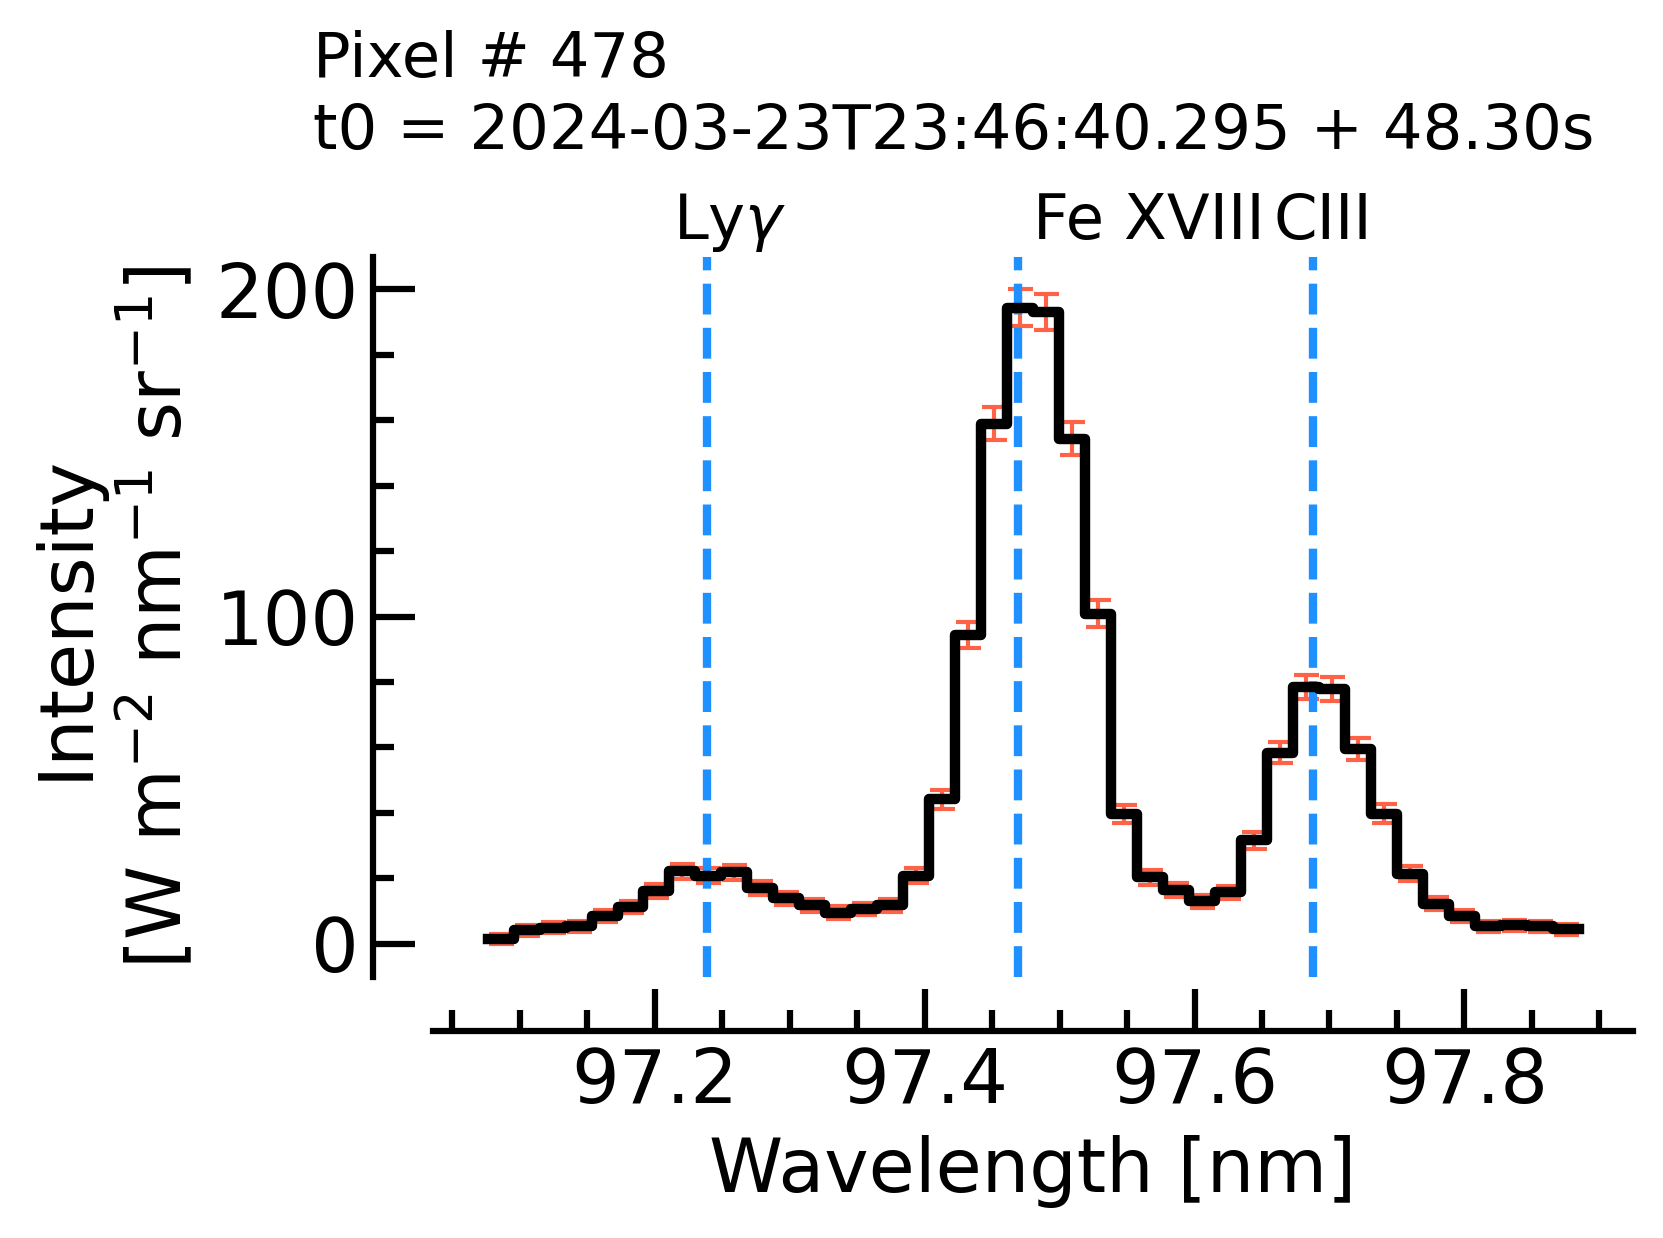 Pixel # 478
t0 = 2024-03-23T23:46:40.295 + 48.30s
Lyγ Fe XVIII CIII
Intensity
[W m⁻² nm⁻¹ sr⁻¹]
200
100
0
97.2 97.4 97.6 97.8
Wavelength [nm]